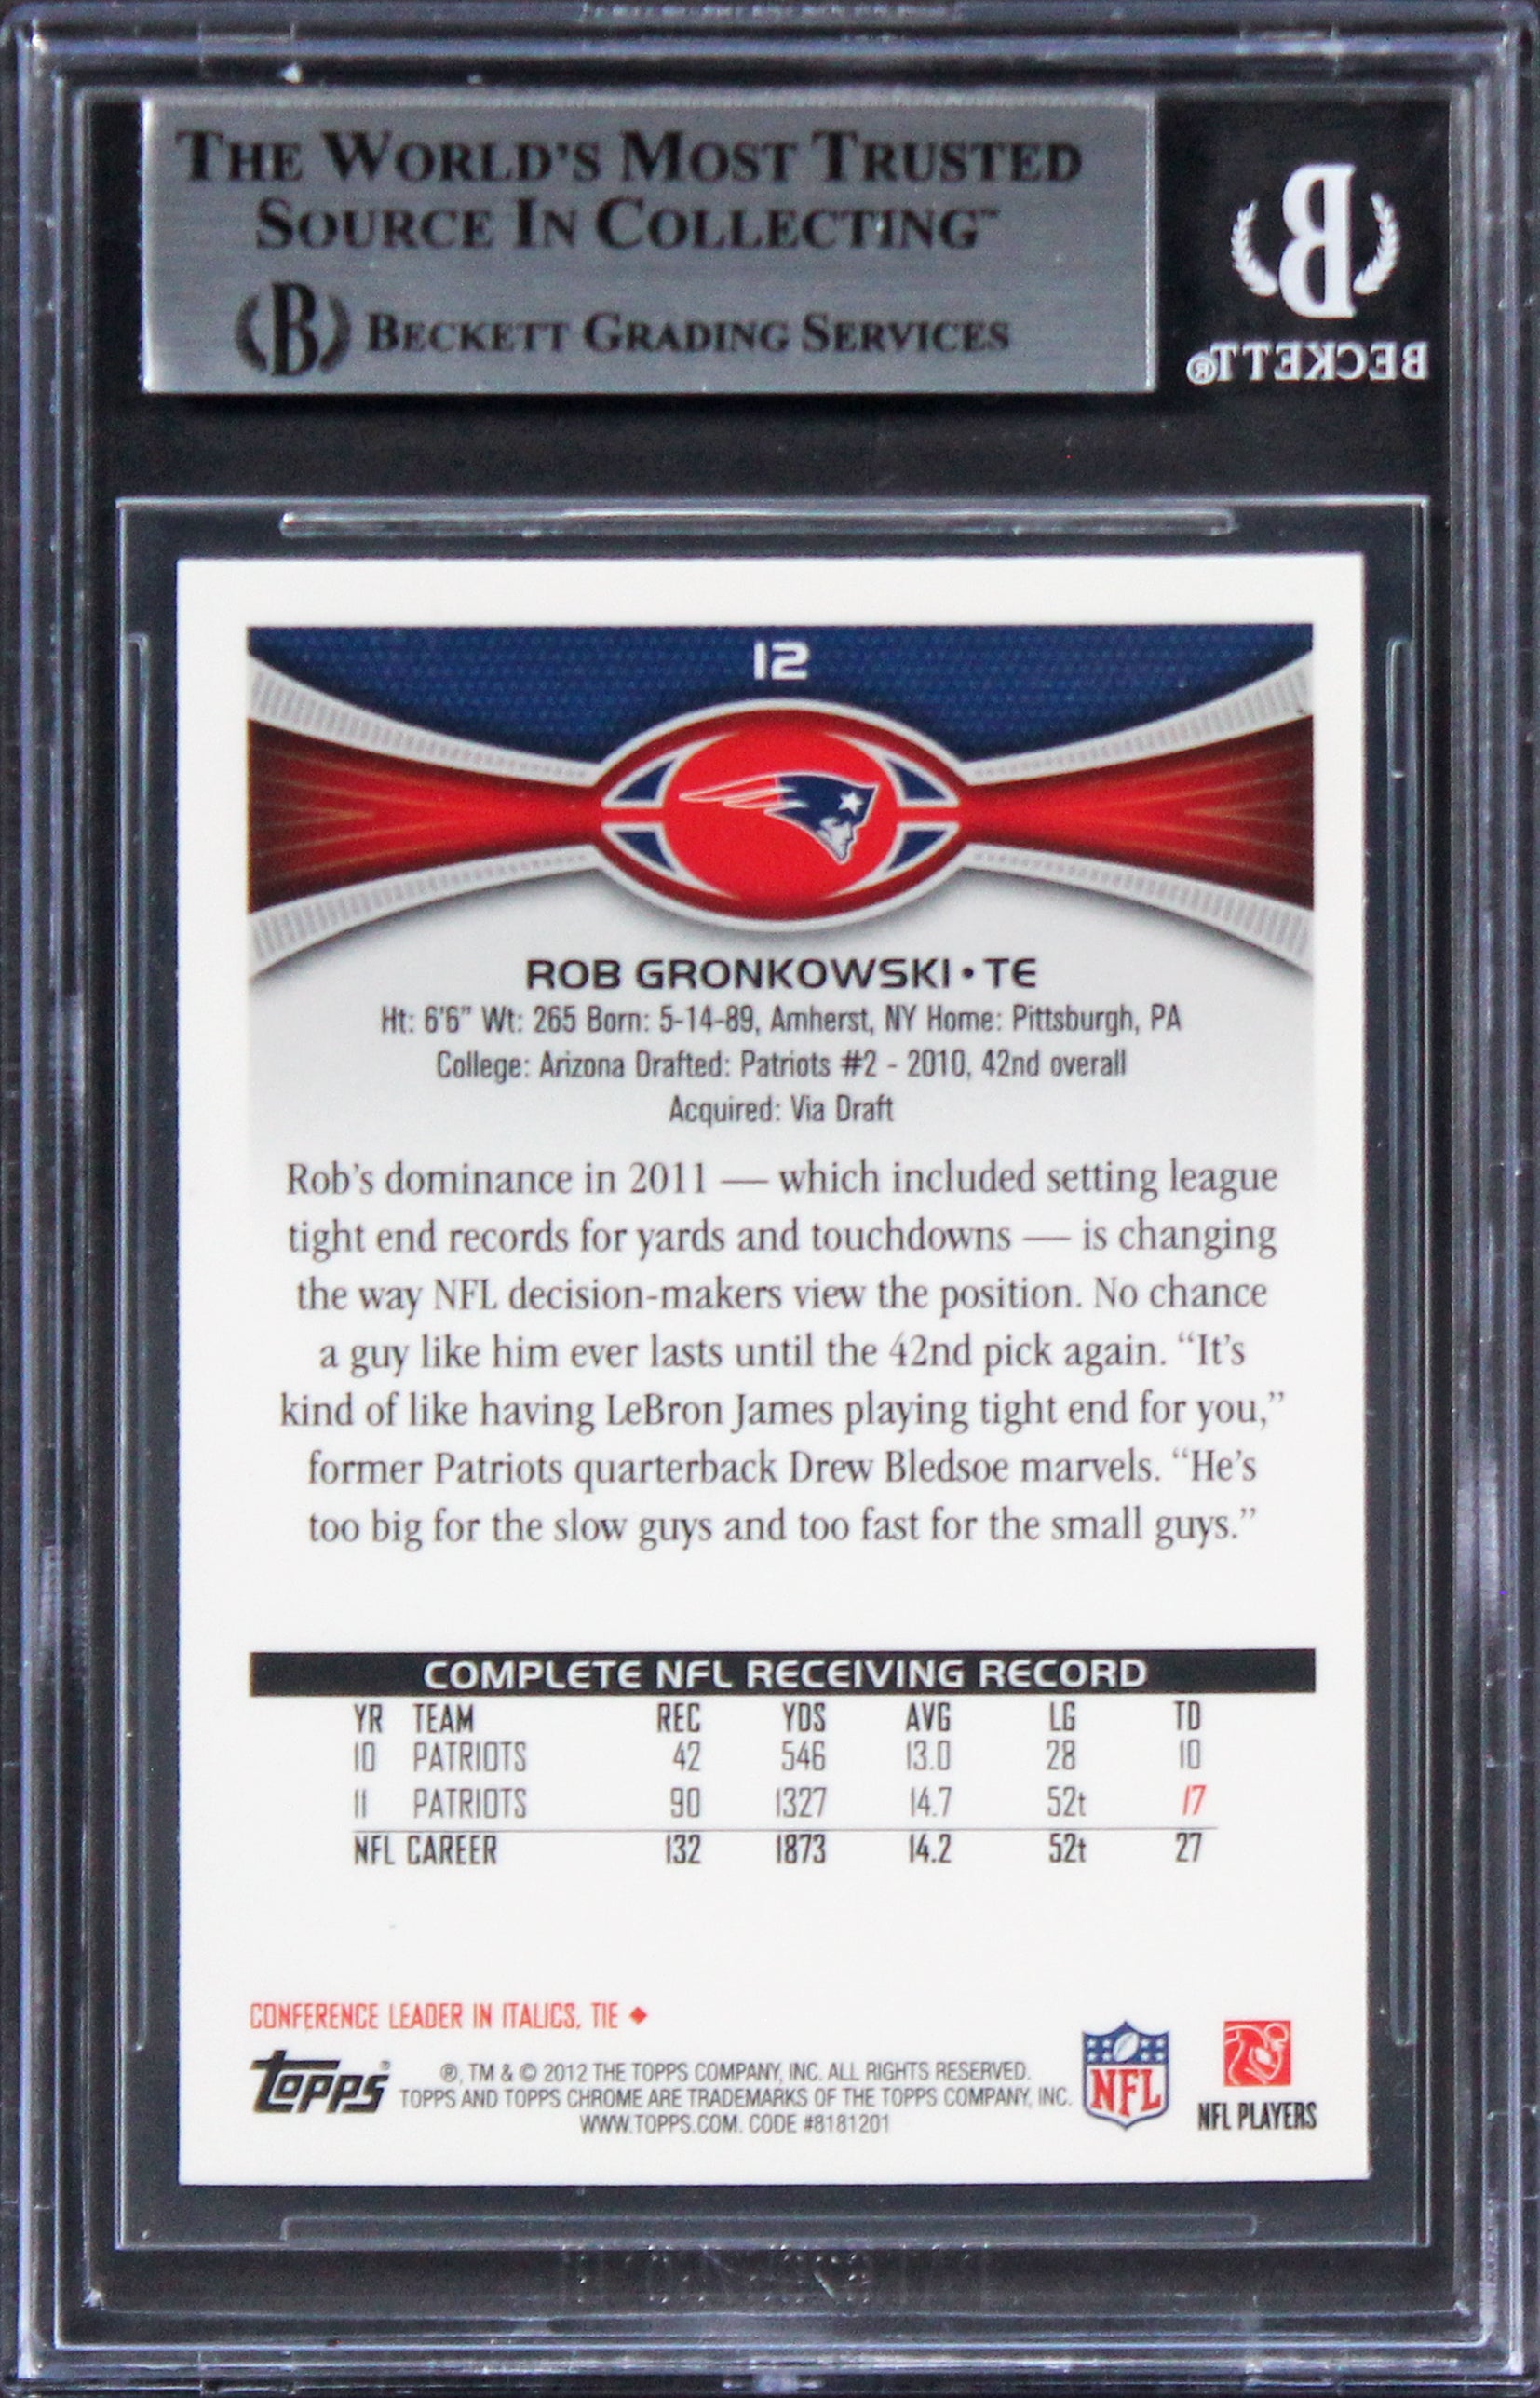 THE WORLD'S MOST TRUSTED
SOURCE IN COLLECTING™
B BECKETT GRADING SERVICES
B
BECKETT®
12
ROB GRONKOWSKI • TE
Ht: 6'6" Wt: 265 Born: 5-14-89, Amherst, NY Home: Pittsburgh, PA
College: Arizona Drafted: Patriots #2 - 2010, 42nd overall
Acquired: Via Draft
Rob's dominance in 2011 — which included setting league
tight end records for yards and touchdowns — is changing
the way NFL decision-makers view the position. No chance
a guy like him ever lasts until the 42nd pick again. “It's
kind of like having LeBron James playing tight end for you,”
former Patriots quarterback Drew Bledsoe marvels. “He's
too big for the slow guys and too fast for the small guys.”
COMPLETE NFL RECEIVING RECORD
YR TEAM REC YDS AVG LG TD
10 PATRIOTS 42 546 13.0 28 10
11 PATRIOTS 90 1327 14.7 52t 17
NFL CAREER 132 1873 14.2 52t 27
CONFERENCE LEADER IN ITALICS, TIE ◆
topps®
®, TM & © 2012 THE TOPPS COMPANY, INC. ALL RIGHTS RESERVED.
TOPPS AND TOPPS CHROME ARE TRADEMARKS OF THE TOPPS COMPANY, INC.
WWW.TOPPS.COM. CODE #8181201
NFL
NFL PLAYERS